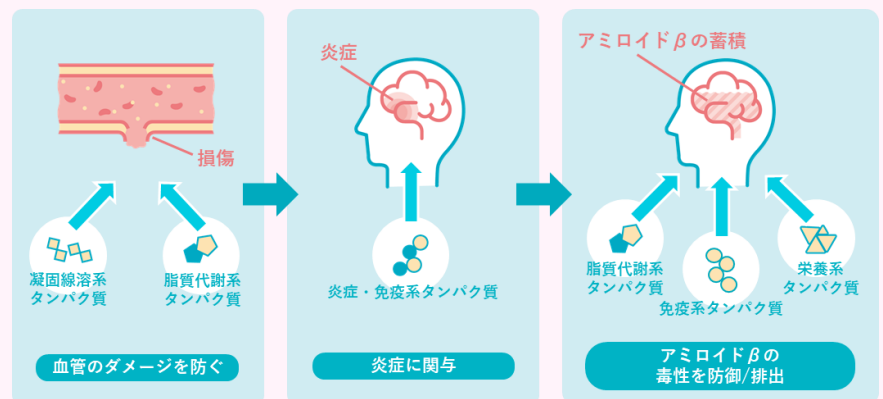 損傷
凝固線溶系
タンパク質
脂質代謝系
タンパク質
血管のダメージを防ぐ
炎症
炎症・免疫系タンパク質
炎症に関与
アミロイドβの蓄積
脂質代謝系
タンパク質
免疫系タンパク質
栄養系
タンパク質
アミロイドβの
毒性を防御/排出